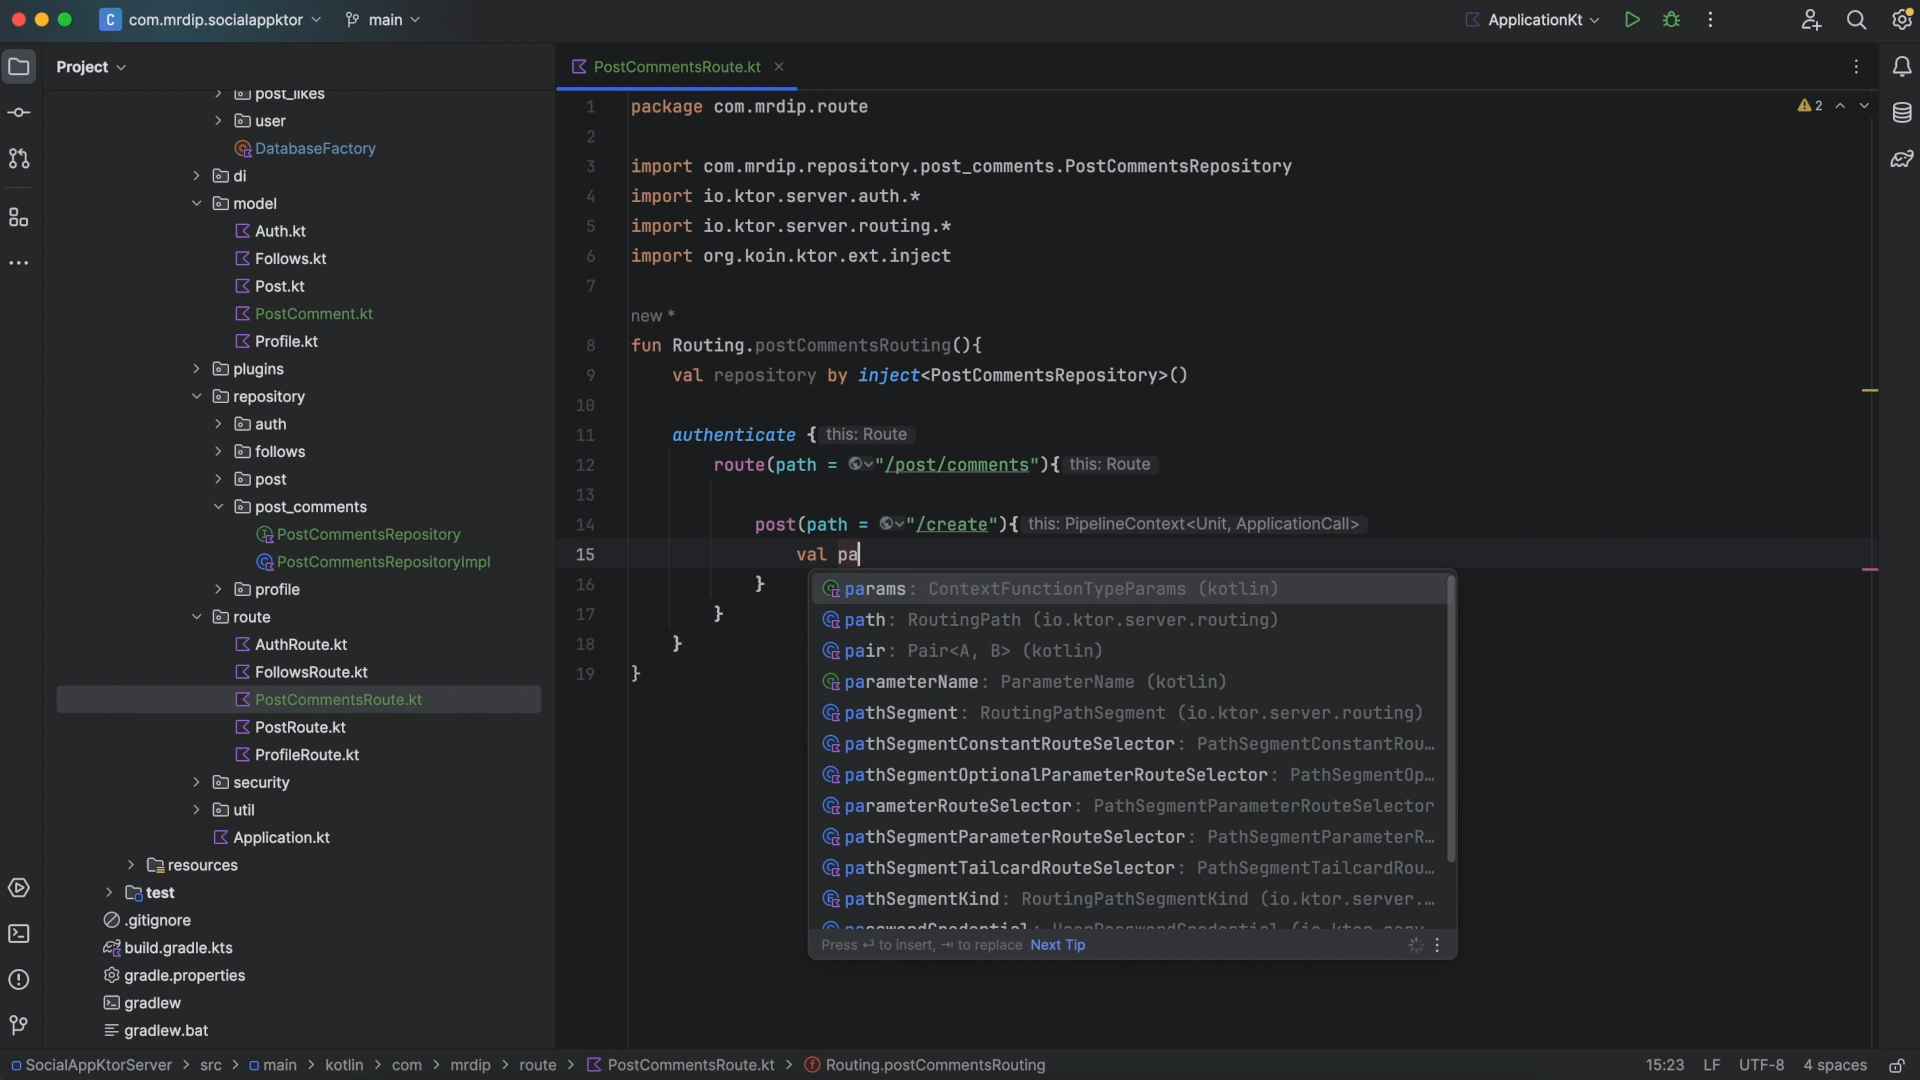 C com.mrdip.socialappktor main
ApplicationKt
Project
PostCommentsRoute.kt
post_likes
user
DatabaseFactory
di
model
Auth.kt
Follows.kt
Post.kt
PostComment.kt
Profile.kt
plugins
repository
auth
follows
post
post_comments
PostCommentsRepository
PostCommentsRepositoryImpl
profile
route
AuthRoute.kt
FollowsRoute.kt
PostCommentsRoute.kt
PostRoute.kt
ProfileRoute.kt
security
util
Application.kt
resources
test
.gitignore
build.gradle.kts
gradle.properties
gradlew
gradlew.bat
2
1 package com.mrdip.route
2
3 import com.mrdip.repository.post_comments.PostCommentsRepository
4 import io.ktor.server.auth.*
5 import io.ktor.server.routing.*
6 import org.koin.ktor.ext.inject
7
new *
8 fun Routing.postCommentsRouting(){
9 val repository by inject<PostCommentsRepository>()
10
11 authenticate { this: Route
12 route(path = "/post/comments"){ this: Route
13
14 post(path = "/create"){ this: PipelineContext<Unit, ApplicationCall>
15 val pa
16 }
17 }
18 }
19 }
params: ContextFunctionTypeParams (kotlin)
path: RoutingPath (io.ktor.server.routing)
pair: Pair<A, B> (kotlin)
parameterName: ParameterName (kotlin)
pathSegment: RoutingPathSegment (io.ktor.server.routing)
pathSegmentConstantRouteSelector: PathSegmentConstantRou…
pathSegmentOptionalParameterRouteSelector: PathSegmentOp…
parameterRouteSelector: PathSegmentParameterRouteSelector
pathSegmentParameterRouteSelector: PathSegmentParameterR…
pathSegmentTailcardRouteSelector: PathSegmentTailcardRou…
pathSegmentKind: RoutingPathSegmentKind (io.ktor.server.…
passwordCredential: UserPasswordCredential (io.ktor.serv…
Press ↵ to insert, ⇥ to replace Next Tip
SocialAppKtorServer > src > main > kotlin > com > mrdip > route > PostCommentsRoute.kt > Routing.postCommentsRouting
15:23 LF UTF-8 4 spaces